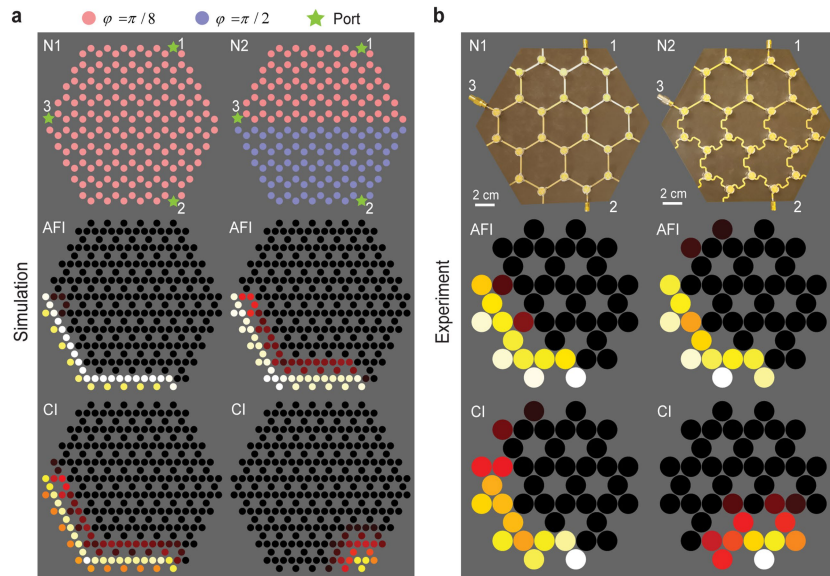 φ = π / 8
φ = π / 2
Port
a
N1
1
3
2
N2
1
3
2
AFI
AFI
CI
CI
Simulation
b
N1
1
3
2
2 cm
N2
1
3
2
2 cm
AFI
AFI
CI
CI
Experiment